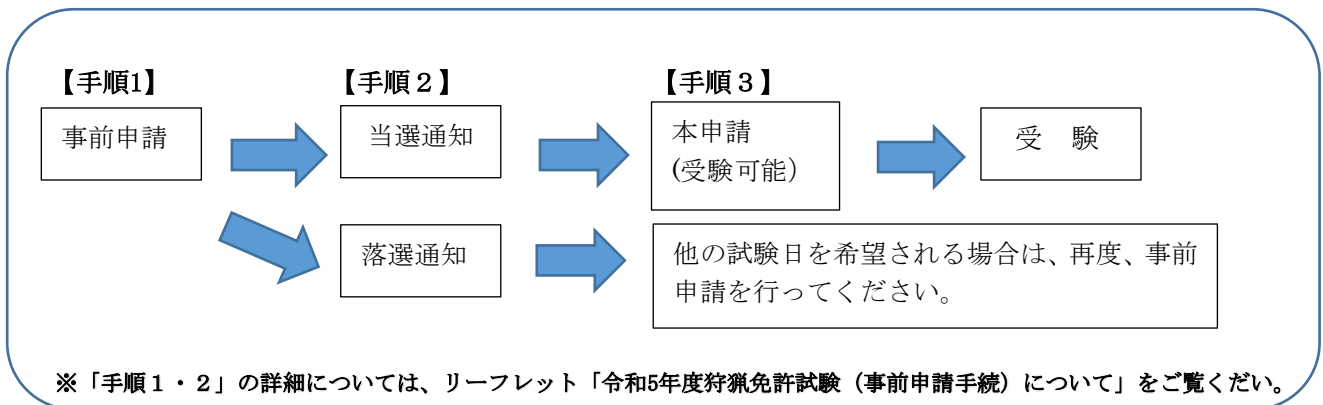 【手順1】
【手順２】
【手順３】
事前申請
当選通知
本申請
(受験可能）
受　験
落選通知
他の試験日を希望される場合は、再度、事前
申請を行ってください。
※「手順１・２」の詳細については、リーフレット「令和5年度狩猟免許試験（事前申請手続）について」をご覧くだい。